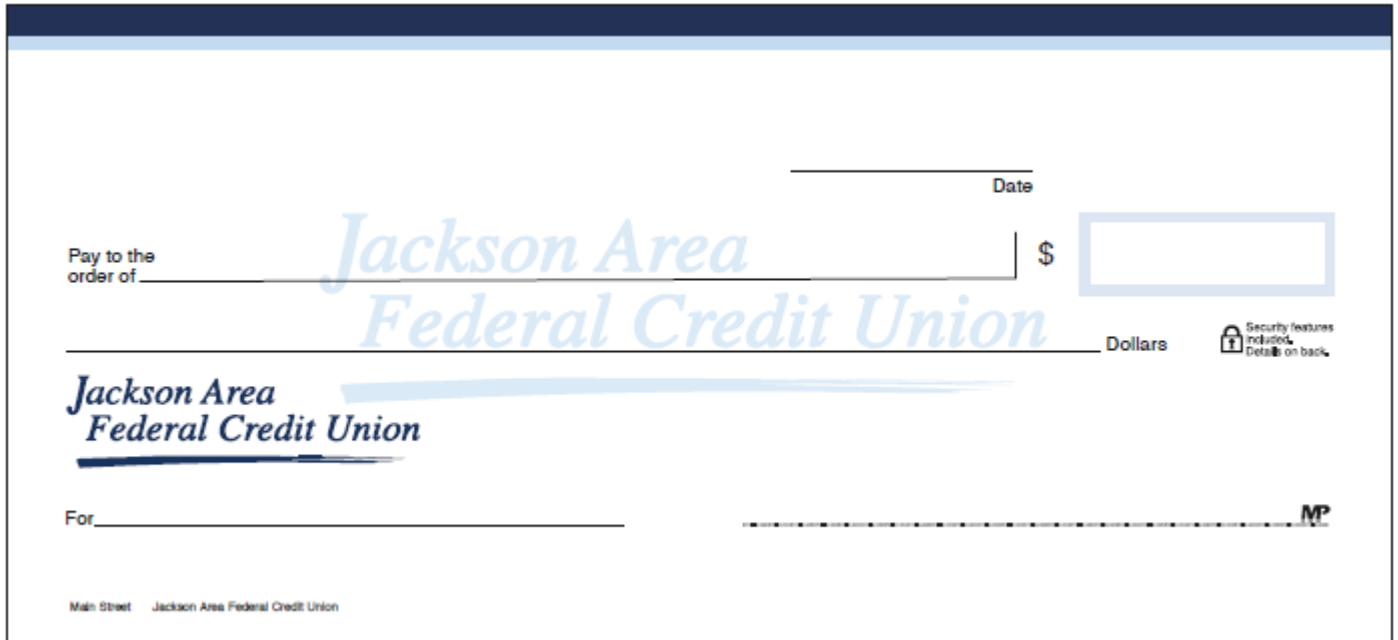 Date
Jackson Area
Pay to the
order of
$
Federal Credit Union
Dollars
Security features
included.
Details on back.
Jackson Area
Federal Credit Union
For
MP
Main Street Jackson Area Federal Credit Union